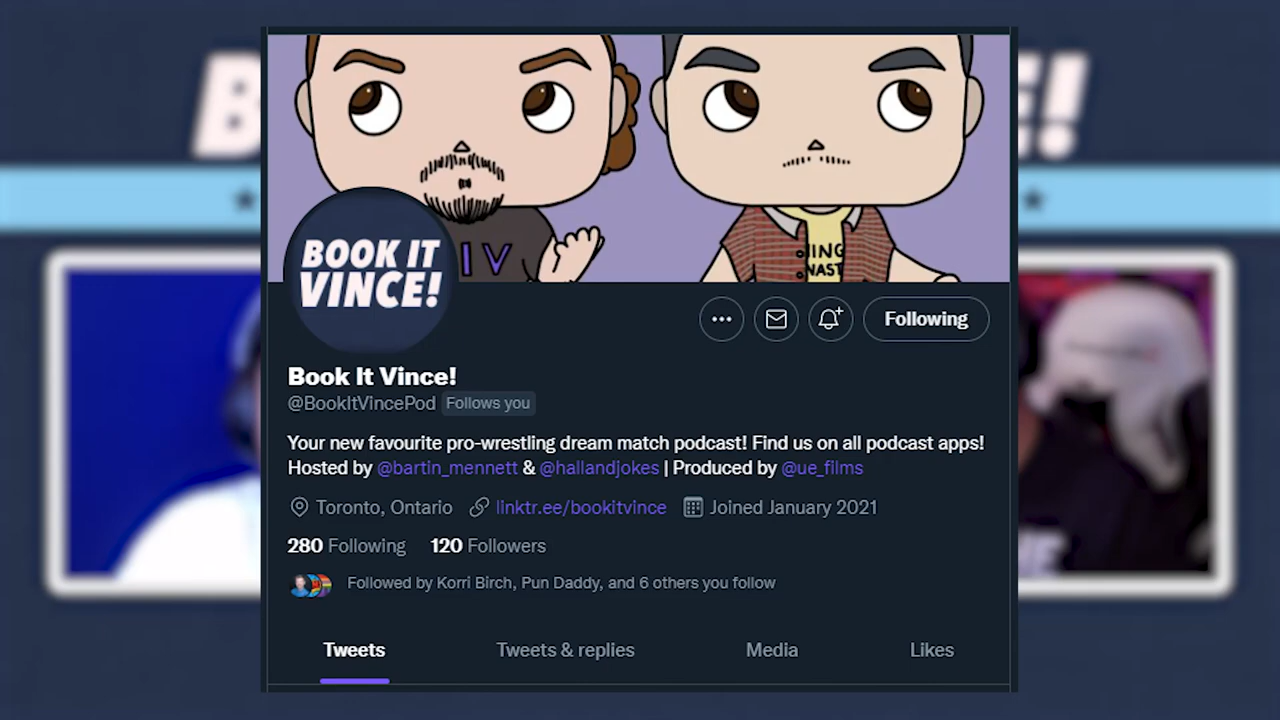 IV
ING
NAST
BOOK IT
VINCE!
Following
Book It Vince!
@BookItVincePod Follows you
Your new favourite pro-wrestling dream match podcast! Find us on all podcast apps!
Hosted by @bartin_mennett & @hallandjokes | Produced by @ue_films
Toronto, Ontario linktr.ee/bookitvince Joined January 2021
280 Following 120 Followers
Followed by Korri Birch, Pun Daddy, and 6 others you follow
Tweets Tweets & replies Media Likes